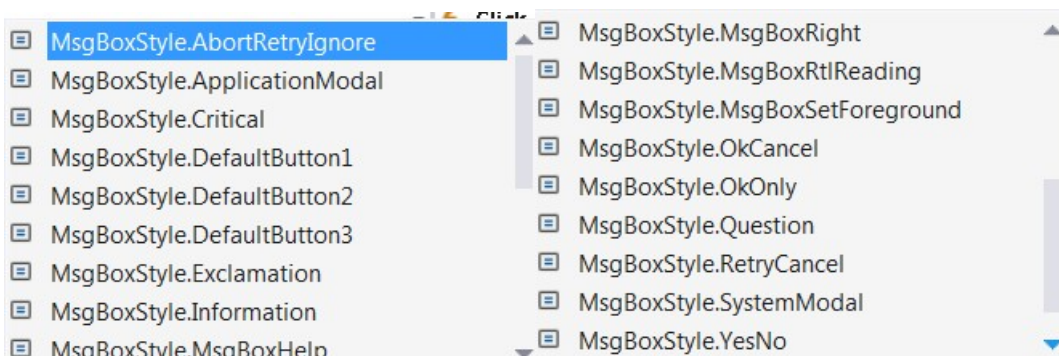 Click
MsgBoxStyle.AbortRetryIgnore
MsgBoxStyle.ApplicationModal
MsgBoxStyle.Critical
MsgBoxStyle.DefaultButton1
MsgBoxStyle.DefaultButton2
MsgBoxStyle.DefaultButton3
MsgBoxStyle.Exclamation
MsgBoxStyle.Information
MsgBoxStyle.MsgBoxHelp
MsgBoxStyle.MsgBoxRight
MsgBoxStyle.MsgBoxRtlReading
MsgBoxStyle.MsgBoxSetForeground
MsgBoxStyle.OkCancel
MsgBoxStyle.OkOnly
MsgBoxStyle.Question
MsgBoxStyle.RetryCancel
MsgBoxStyle.SystemModal
MsgBoxStyle.YesNo